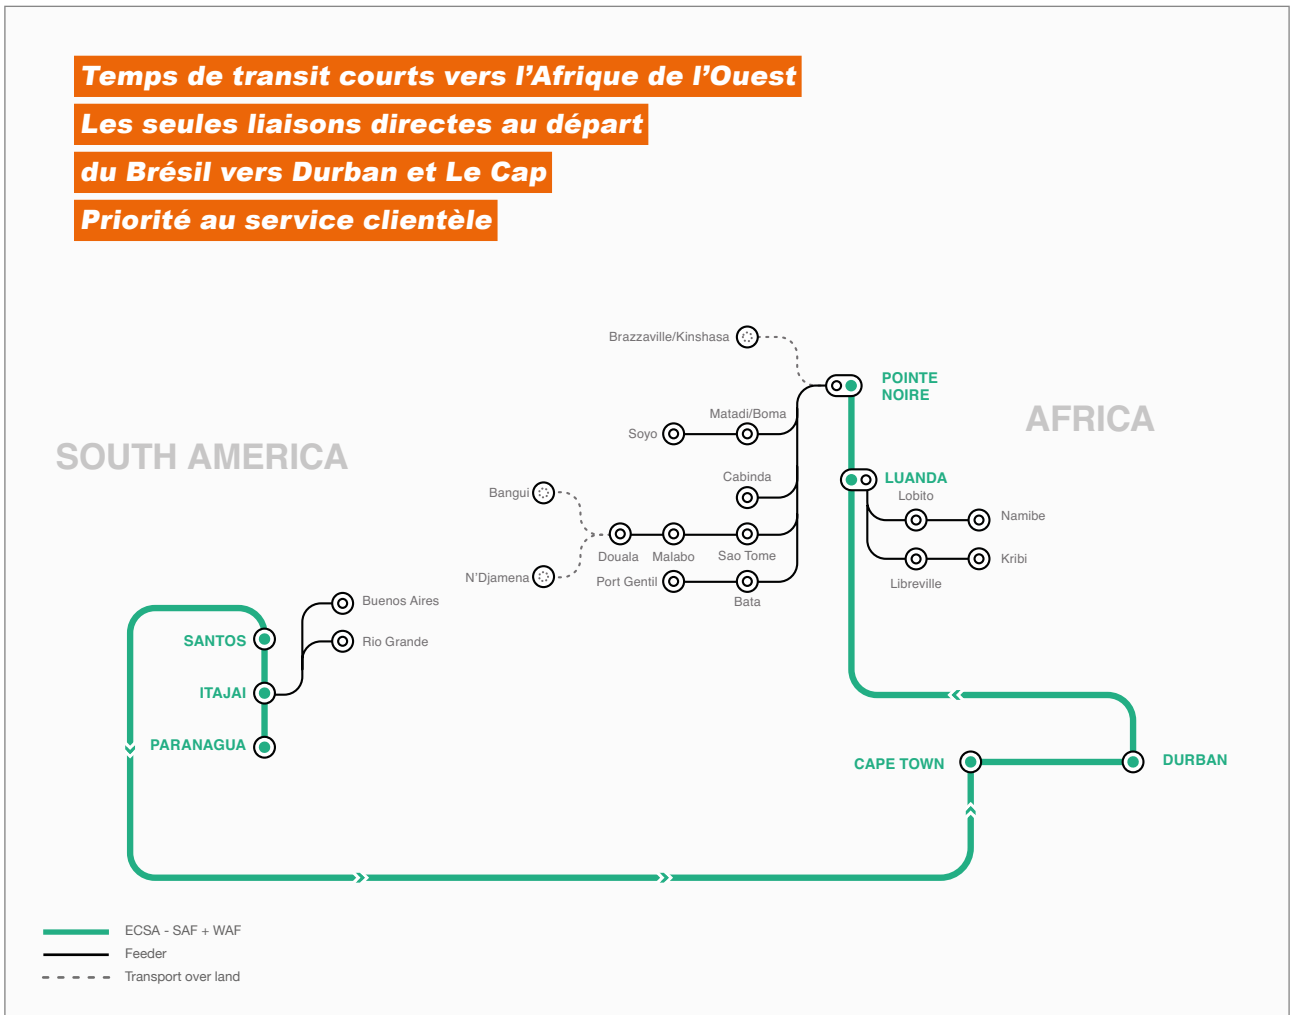 Temps de transit courts vers l’Afrique de l’Ouest
Les seules liaisons directes au départ
du Brésil vers Durban et Le Cap
Priorité au service clientèle
Brazzaville/Kinshasa
POINTE
NOIRE
AFRICA
Matadi/Boma
Soyo
SOUTH AMERICA
Cabinda
LUANDA
Bangui
Lobito
Namibe
Douala
Malabo
Sao Tome
Kribi
N’Djamena
Port Gentil
Libreville
Bata
Buenos Aires
SANTOS
Rio Grande
ITAJAI
PARANAGUA
CAPE TOWN
DURBAN
ECSA - SAF + WAF
Feeder
Transport over land